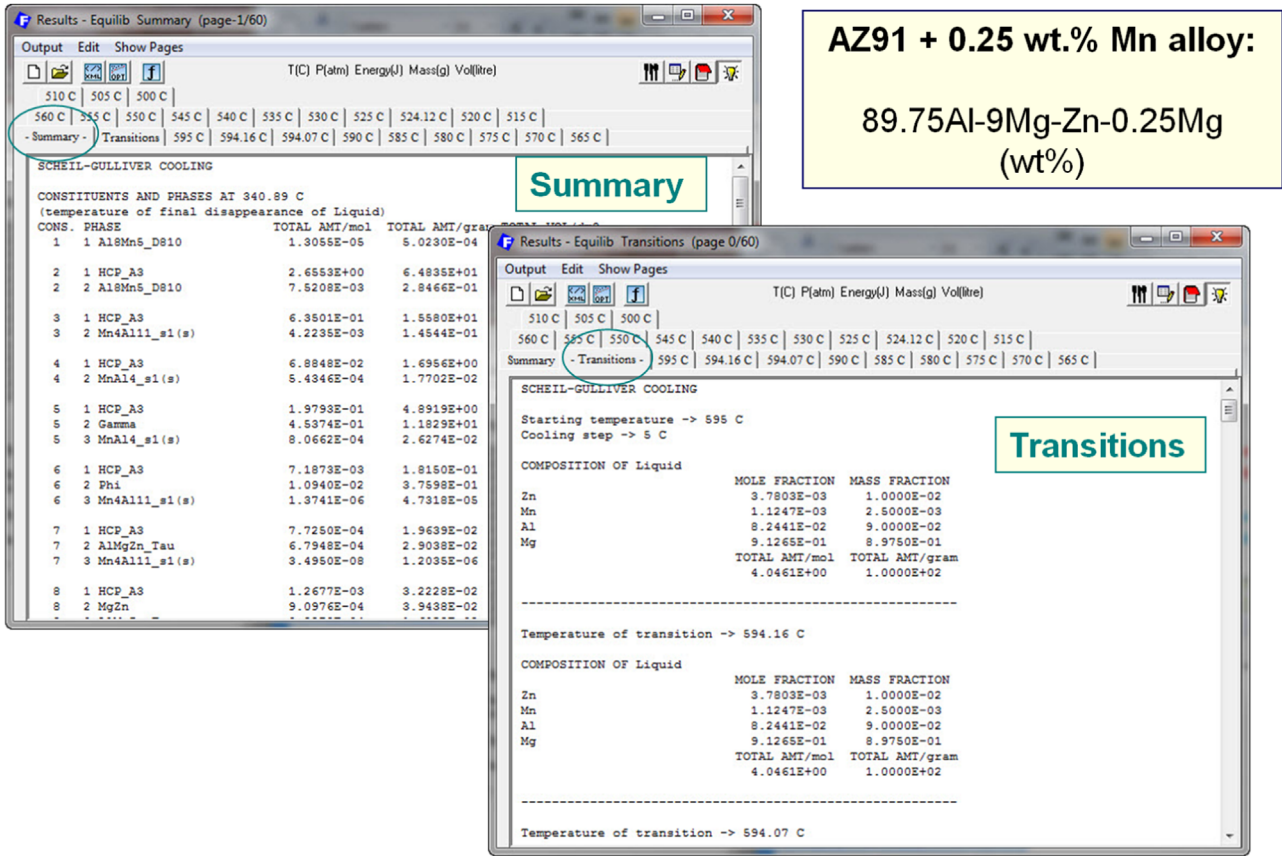 Results - Equilib Summary (page-1/60)
Output Edit Show Pages
T(C) P(atm) Energy(J) Mass(g) Vol(litre)
510 C 505 C 500 C
560 C 555 C 550 C 545 C 540 C 535 C 530 C 525 C 524.12 C 520 C 515 C
- Summary - Transitions 595 C 594.16 C 594.07 C 590 C 585 C 580 C 575 C 570 C 565 C
SCHEIL-GULLIVER COOLING
CONSTITUENTS AND PHASES AT 340.89 C
(temperature of final disappearance of Liquid)
CONS. PHASE TOTAL AMT/mol TOTAL AMT/gram
1 1 Al8Mn5_D810 1.3055E-05 5.0230E-04
2 1 HCP_A3 2.6553E+00 6.4835E+01
2 2 Al8Mn5_D810 7.5208E-03 2.8466E-01
3 1 HCP_A3 6.3501E-01 1.5580E+01
3 2 Mn4Al11_s1(s) 4.2235E-03 1.4544E-01
4 1 HCP_A3 6.8848E-02 1.6956E+00
4 2 MnAl4_s1(s) 5.4346E-04 1.7702E-02
5 1 HCP_A3 1.9793E-01 4.8919E+00
5 2 Gamma 4.5374E-01 1.1829E+01
5 3 MnAl4_s1(s) 8.0662E-04 2.6274E-02
6 1 HCP_A3 7.1873E-03 1.8150E-01
6 2 Phi 1.0940E-02 3.7598E-01
6 3 Mn4Al11_s1(s) 1.3741E-06 4.7318E-05
7 1 HCP_A3 7.7250E-04 1.9639E-02
7 2 AlMgZn_Tau 6.7948E-04 2.9038E-02
7 3 Mn4Al11_s1(s) 3.4950E-08 1.2035E-06
8 1 HCP_A3 1.2677E-03 3.2228E-02
8 2 MgZn 9.0976E-04 3.9438E-02
Summary
AZ91 + 0.25 wt.% Mn alloy:
89.75Al-9Mg-Zn-0.25Mg
(wt%)
Results - Equilib Transitions (page 0/60)
Output Edit Show Pages
T(C) P(atm) Energy(J) Mass(g) Vol(litre)
510 C 505 C 500 C
560 C 555 C 550 C 545 C 540 C 535 C 530 C 525 C 524.12 C 520 C 515 C
Summary - Transitions - 595 C 594.16 C 594.07 C 590 C 585 C 580 C 575 C 570 C 565 C
SCHEIL-GULLIVER COOLING
Starting temperature -> 595 C
Cooling step -> 5 C
Transitions
COMPOSITION OF Liquid
MOLE FRACTION MASS FRACTION
Zn 3.7803E-03 1.0000E-02
Mn 1.1247E-03 2.5000E-03
Al 8.2441E-02 9.0000E-02
Mg 9.1265E-01 8.9750E-01
TOTAL AMT/mol TOTAL AMT/gram
4.0461E+00 1.0000E+02
---------------------------------------------------------
Temperature of transition -> 594.16 C
COMPOSITION OF Liquid
MOLE FRACTION MASS FRACTION
Zn 3.7803E-03 1.0000E-02
Mn 1.1247E-03 2.5000E-03
Al 8.2441E-02 9.0000E-02
Mg 9.1265E-01 8.9750E-01
TOTAL AMT/mol TOTAL AMT/gram
4.0461E+00 1.0000E+02
---------------------------------------------------------
Temperature of transition -> 594.07 C